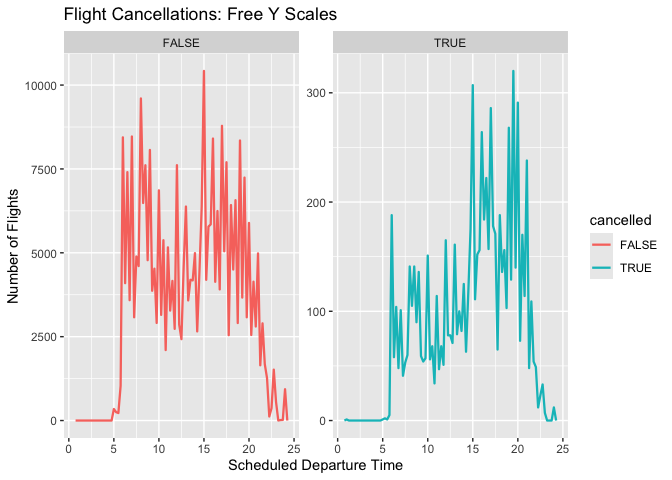 Flight Cancellations: Free Y Scales
FALSE
TRUE
10000
7500
5000
2500
0
300
200
100
0
0 5 10 15 20 25
0 5 10 15 20 25
Number of Flights
Scheduled Departure Time
cancelled
FALSE
TRUE